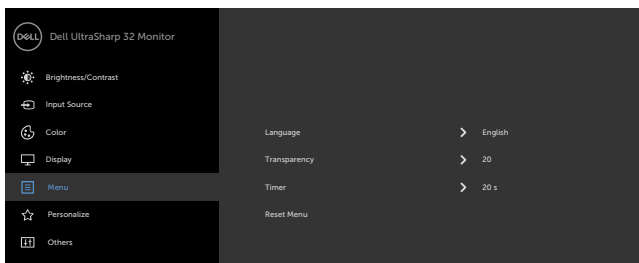 DELL Dell UltraSharp 32 Monitor
Brightness/Contrast
Input Source
Color
Language English
Display
Transparency 20
Menu
Timer 20 s
Personalize
Reset Menu
Others